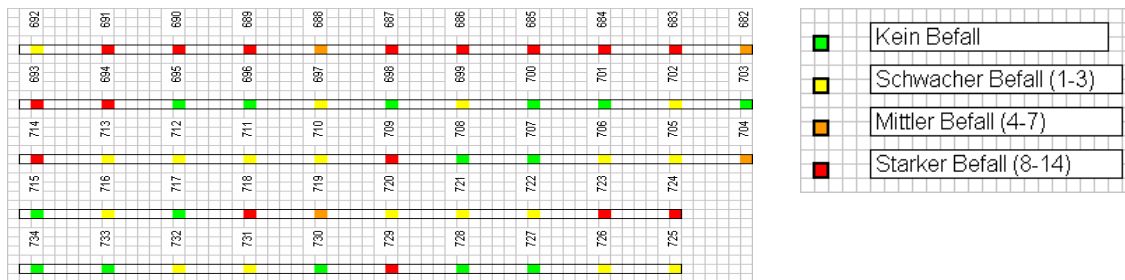 692 691 690 689 688 687 686 685 684 683 682
693 694 695 696 697 698 699 700 701 702 703
714 713 712 711 710 709 708 707 706 705 704
715 716 717 718 719 720 721 722 723 724
734 733 732 731 730 729 728 727 726 725
Kein Befall
Schwacher Befall (1-3)
Mittler Befall (4-7)
Starker Befall (8-14)